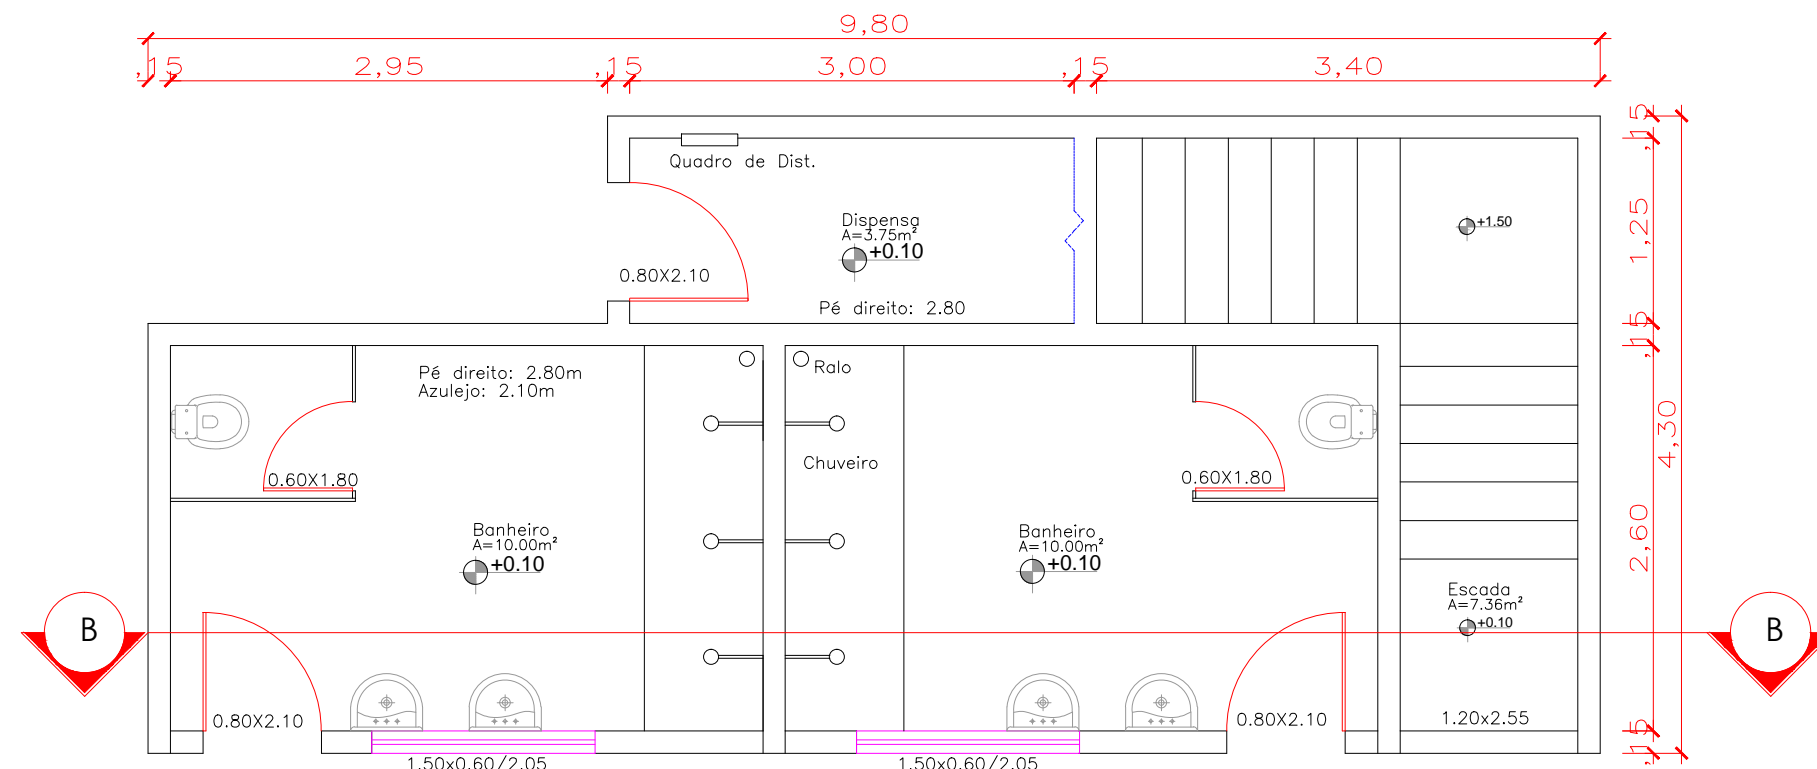 9,80
,15 2,95 ,15 3,00 ,15 3,40
,15
Quadro de Dist.
Dispensa
A=3.75m²
+0.10
+1.50
1,25
0.80X2.10
Pé direito: 2.80
,15
Pé direito: 2.80m
Azulejo: 2.10m
Ralo
4,30
Chuveiro
0.60X1.80
0.60X1.80
2,60
Banheiro
A=10.00m²
+0.10
Banheiro
A=10.00m²
+0.10
Escada
A=7.36m²
+0.10
B
B
0.80X2.10
0.80X2.10
1.20x2.55
,15
1.50x0.60/2.05
1.50x0.60/2.05